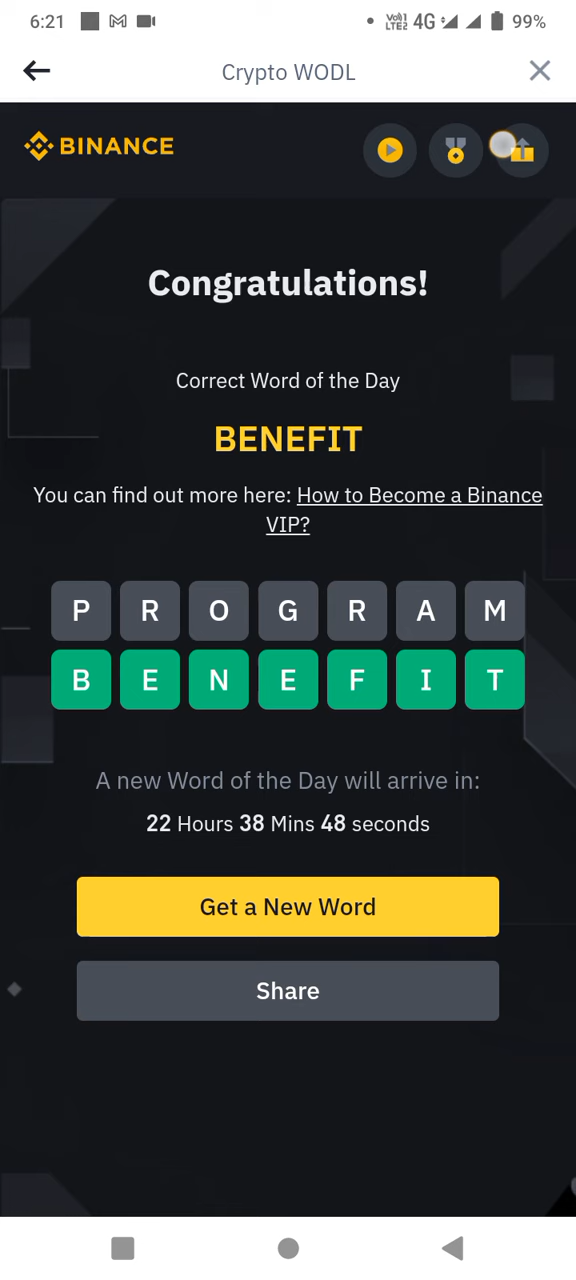 6:21 Vo)) LTE2 4G 99%
Crypto WODL
BINANCE
Congratulations!
Correct Word of the Day
BENEFIT
You can find out more here: How to Become a Binance
VIP?
P R O G R A M
B E N E F I T
A new Word of the Day will arrive in:
22 Hours 38 Mins 48 seconds
Get a New Word
Share